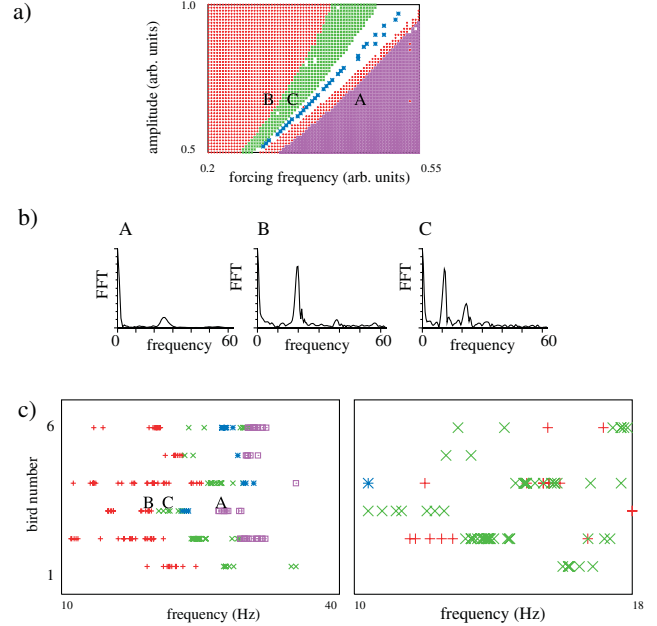 a)
1.0
amplitude (arb. units)
B C A
0.5
0.2 0.55
forcing frequency (arb. units)
b)
A B C
FFT FFT FFT
0 60 0 60 0 60
frequency frequency frequency
c)
6
bird number
B C A
1
10 40 10 18
frequency (Hz) frequency (Hz)